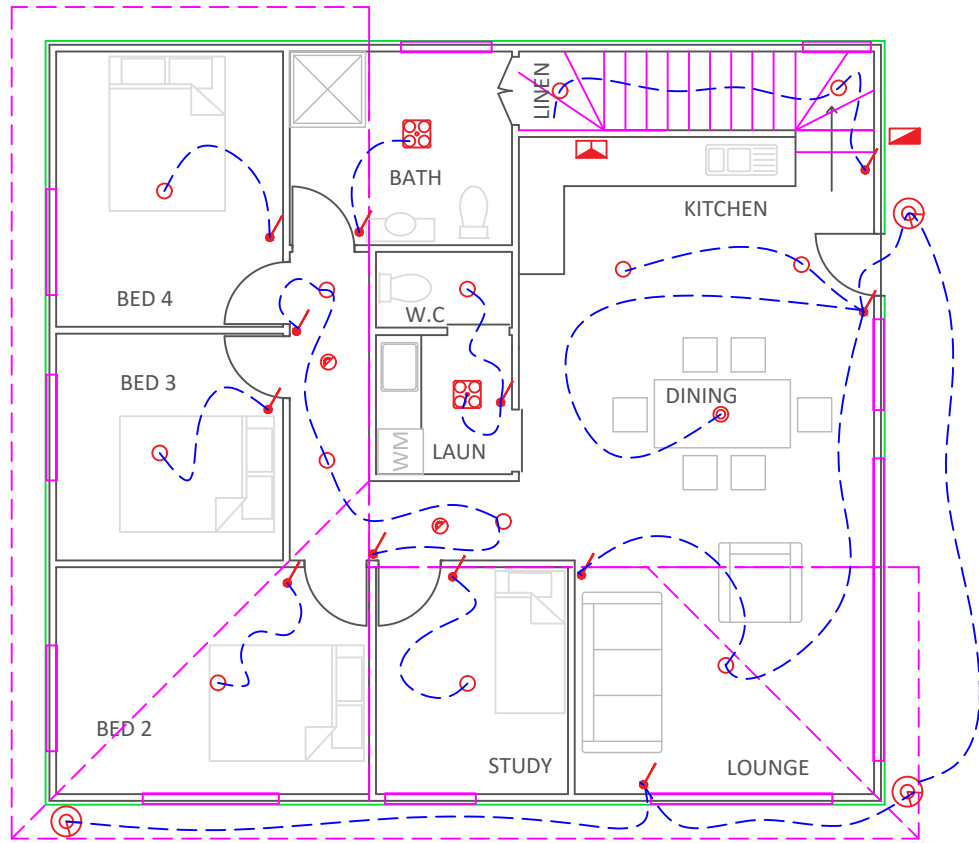 LINEN
BATH
KITCHEN
BED 4
W.C
BED 3
DINING
LAUN
WM
BED 2
STUDY
LOUNGE